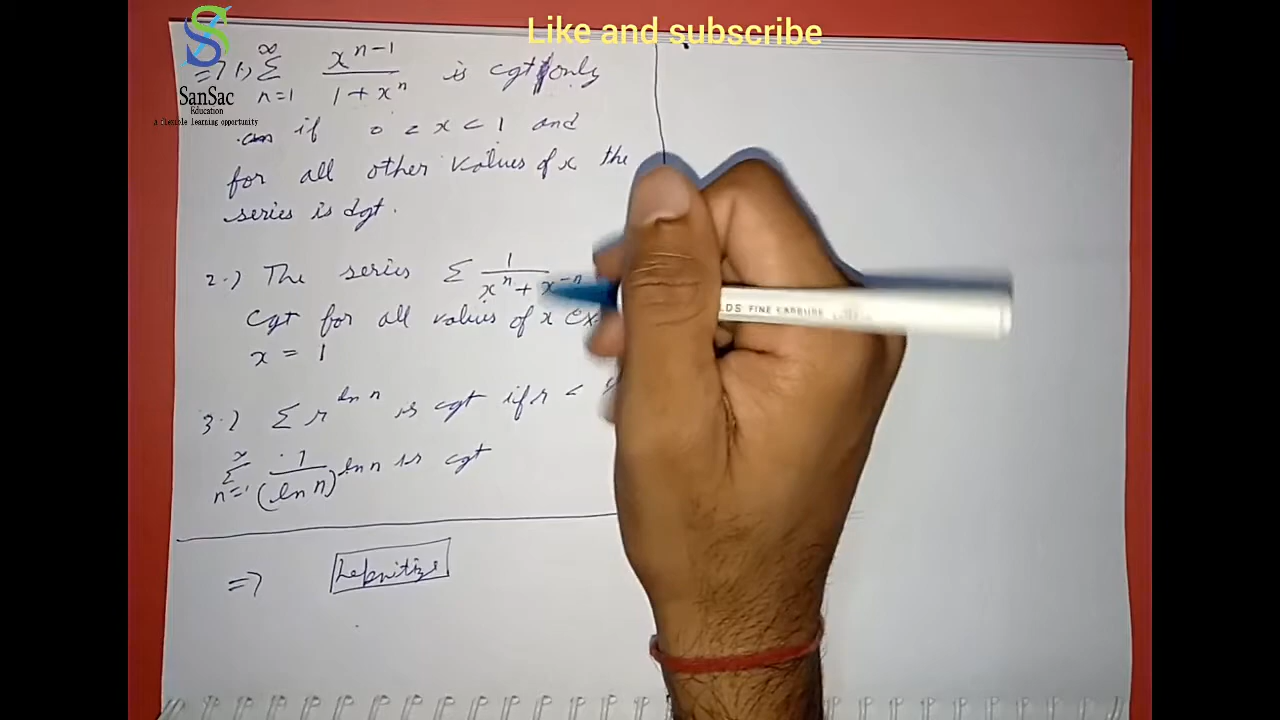 Like and subscribe
SanSac
Education
a flexible learning opportunity
=> 1.) ∞ Σ n=1 x^{n-1} / 1 + x^n is cgt only
if 0 < x < 1 and
for all other values of x the
series is dgt.
2.) The series Σ 1 / x^n + x^{-n}
cgt for all values of x ex
x = 1
3.) Σ r^{ln n} is cgt if r <
∞ Σ n=1 1 / (ln n)^{ln n} is cgt
=> Lebnitize